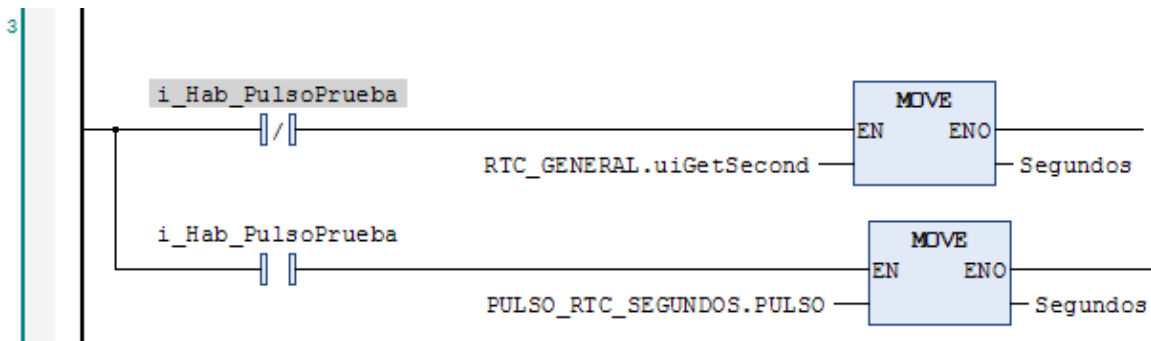 3
i_Hab_PulsoPrueba
MOVE
/
EN ENO
RTC_GENERAL.uiGetSecond
Segundos
i_Hab_PulsoPrueba
MOVE
EN ENO
PULSO_RTC_SEGUNDOS.PULSO
Segundos